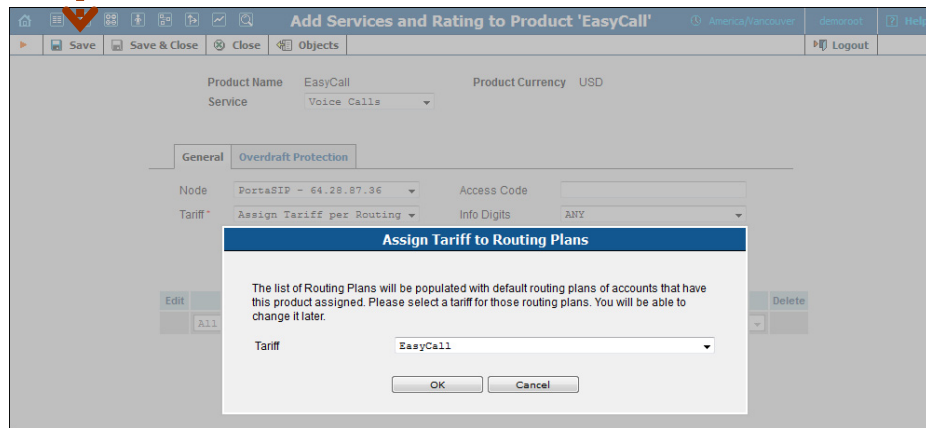 Add Services and Rating to Product 'EasyCall'
America/Vancouver
demoroot
? Help
Save
Save & Close
Close
Objects
Logout
Product Name EasyCall Product Currency USD
Service Voice Calls
General Overdraft Protection
Node PortaSIP - 64.28.87.36 Access Code
Tariff * Assign Tariff per Routing Info Digits ANY
Assign Tariff to Routing Plans
The list of Routing Plans will be populated with default routing plans of accounts that have
this product assigned. Please select a tariff for those routing plans. You will be able to
change it later.
Tariff EasyCall
OK Cancel
Edit Delete
All